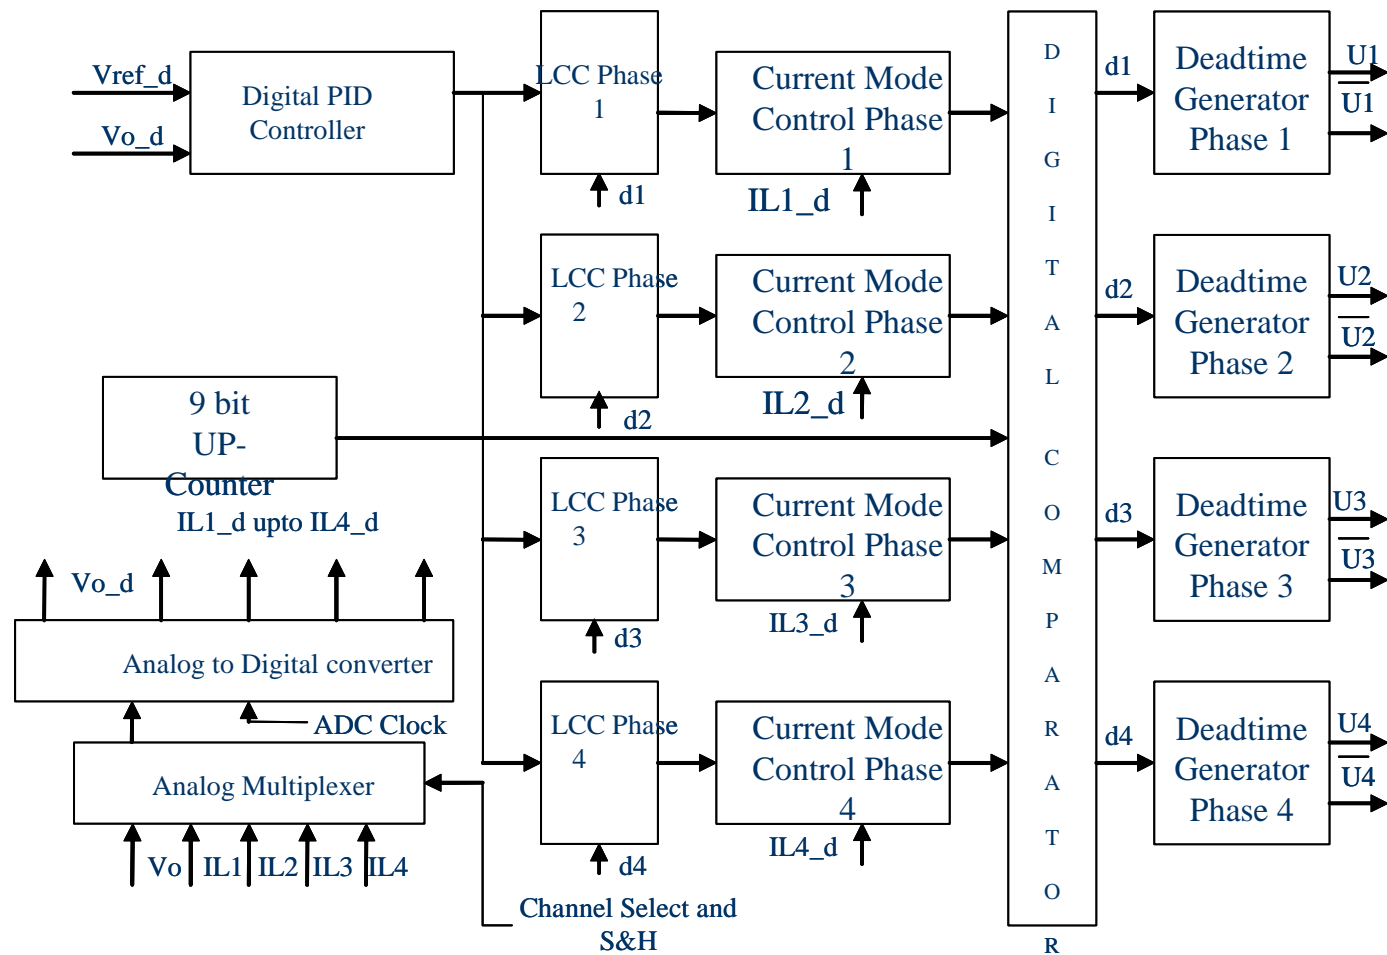 Vref_d
Vo_d
Digital PID
Controller
LCC Phase
1
d1
Current Mode
Control Phase
1
IL1_d
LCC Phase
2
d2
Current Mode
Control Phase
2
IL2_d
9 bit
UP-
Counter
LCC Phase
3
d3
Current Mode
Control Phase
3
IL3_d
LCC Phase
4
d4
Current Mode
Control Phase
4
IL4_d
IL1_d upto IL4_d
Vo_d
Analog to Digital converter
ADC Clock
Analog Multiplexer
Vo IL1 IL2 IL3 IL4
Channel Select and
S&H
DIGITAL COMPARATOR
d1
Deadtime
Generator
Phase 1
U1
U1
d2
Deadtime
Generator
Phase 2
U2
U2
d3
Deadtime
Generator
Phase 3
U3
U3
d4
Deadtime
Generator
Phase 4
U4
U4